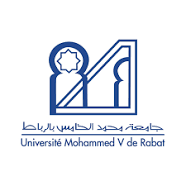 جامعة محمد الخامس بالرباط
Université Mohammed V de Rabat